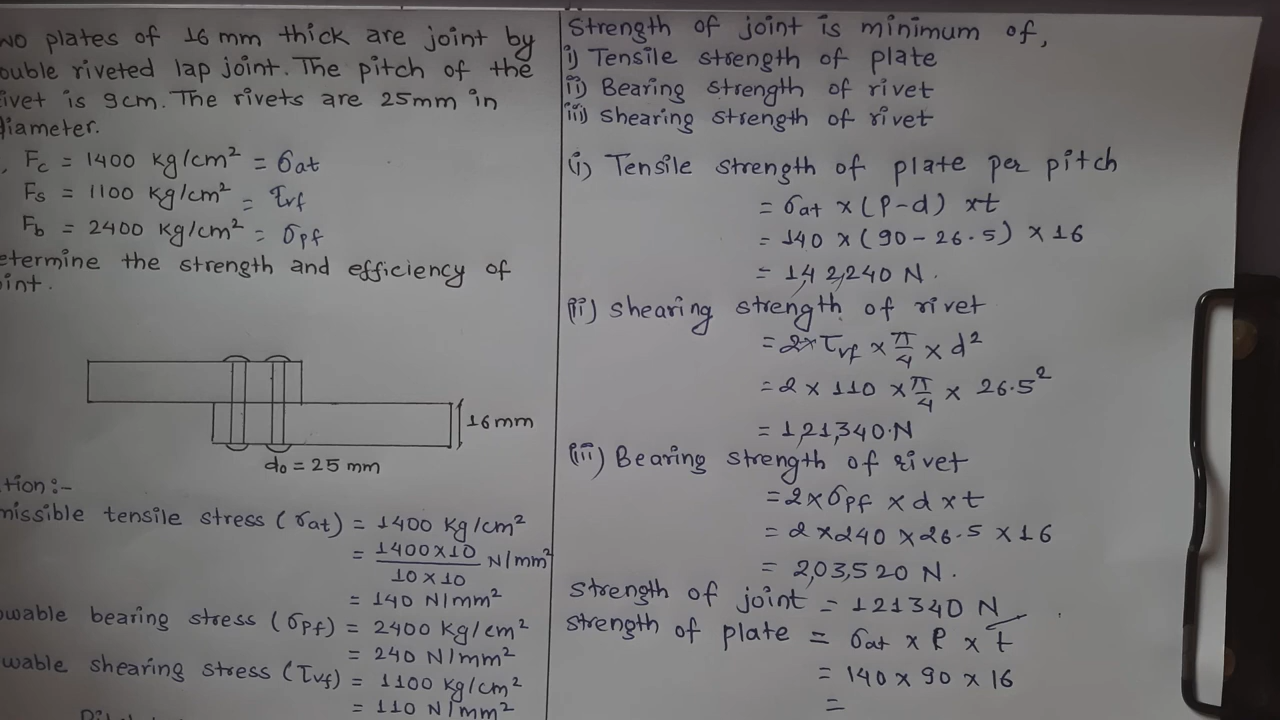 wo plates of 16 mm thick are joint by
ouble riveted lap joint. The pitch of the
ivet is 9cm. The rivets are 25mm in
diameter.
Fc = 1400 kg/cm² = σat
Fs = 1100 kg/cm² = τvf
Fb = 2400 kg/cm² = σpf
etermine the strength and efficiency of
oint.
16mm
do = 25 mm
tion :-
missible tensile stress (σat) = 1400 kg/cm²
= 1400×10 / 10×10 N/mm²
= 140 N/mm²
owable bearing stress (σpf) = 2400 kg/cm²
= 240 N/mm²
wable shearing stress (τvf) = 1100 kg/cm²
= 110 N/mm²
Strength of joint is minimum of,
i) Tensile strength of plate
ii) Bearing strength of rivet
iii) Shearing strength of rivet
(i) Tensile strength of plate per pitch
= σat × (P-d) × t
= 140 × (90 - 26.5) × 16
= 1,42,240 N.
(ii) Shearing strength of rivet
= 2 × τvf × π/4 × d²
= 2 × 110 × π/4 × 26.5²
= 1,21,340 N
(iii) Bearing strength of rivet
= 2 × σpf × d × t
= 2 × 240 × 26.5 × 16
= 2,03,520 N.
Strength of joint = 121340 N
Strength of plate = σat × P × t
= 140 × 90 × 16
=